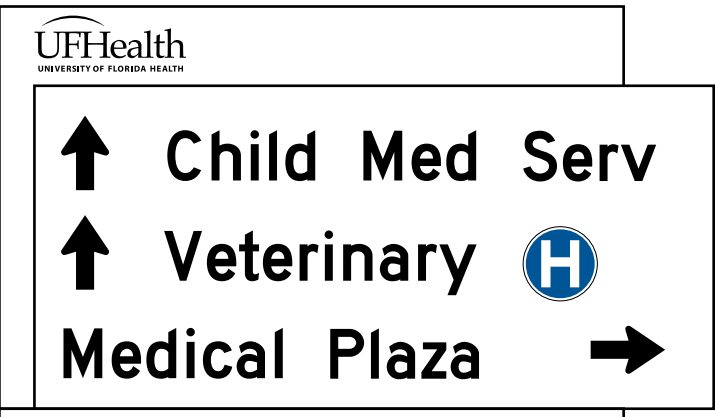 UFHealth
UNIVERSITY OF FLORIDA HEALTH
Child Med Serv
Veterinary H
Medical Plaza